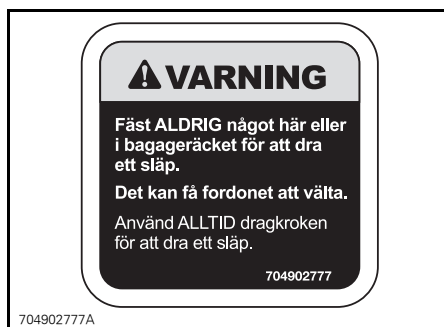 VARNING
Fäst ALDRIG något här eller
i bagageräcket för att dra
ett släp.
Det kan få fordonet att välta.
Använd ALLTID dragkroken
för att dra ett släp.
704902777
704902777A